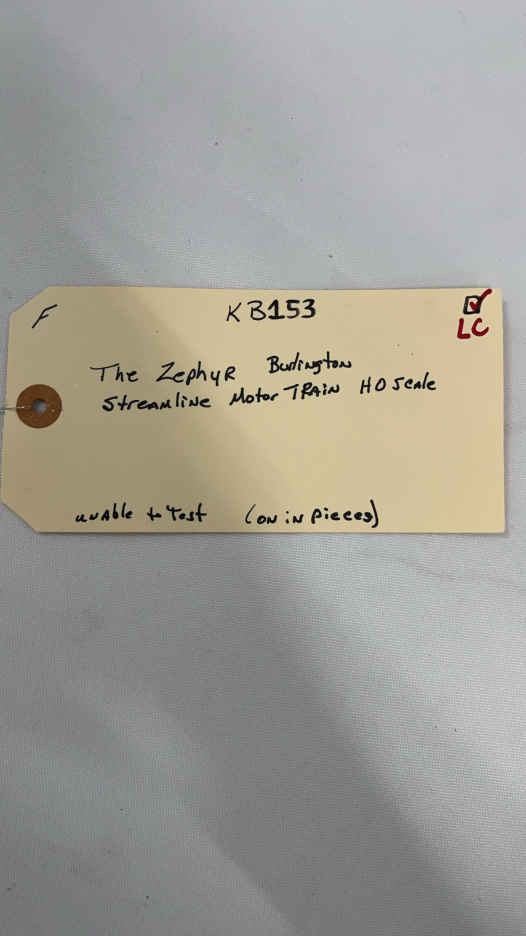 F
KB153
LC
The Zephyr Burlington
Streamline Motor Train HO Scale
unable to Test (on in pieces)